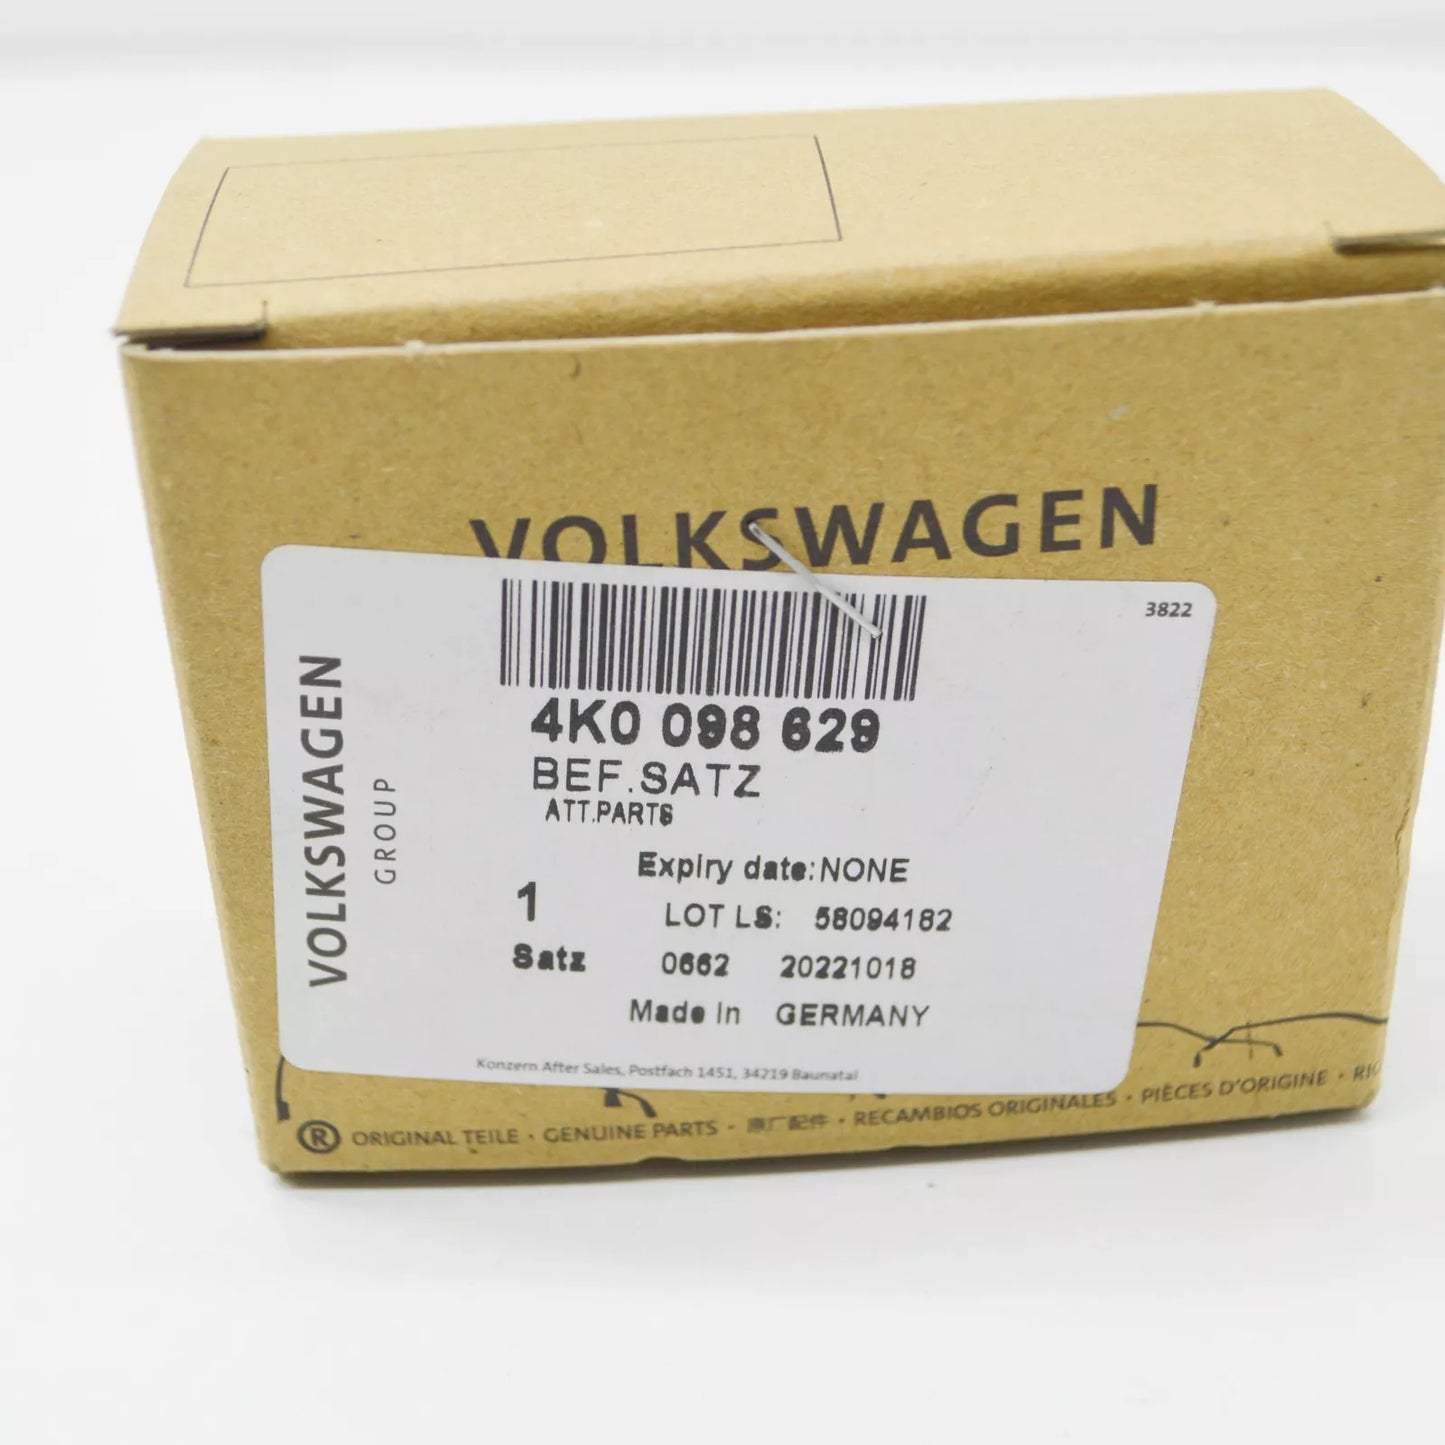 VOLKSWAGEN
3822
VOLKSWAGEN
GROUP
4K0 098 629
BEF.SATZ
ATT.PARTS
Expiry date:NONE
1
LOT LS: 58094182
Satz
0662 20221018
Made In GERMANY
Konzern After Sales, Postfach 1451, 34219 Baunatal
® ORIGINAL TEILE · GENUINE PARTS · 原厂配件 · RECAMBIOS ORIGINALES · PIÈCES D'ORIGINE ·